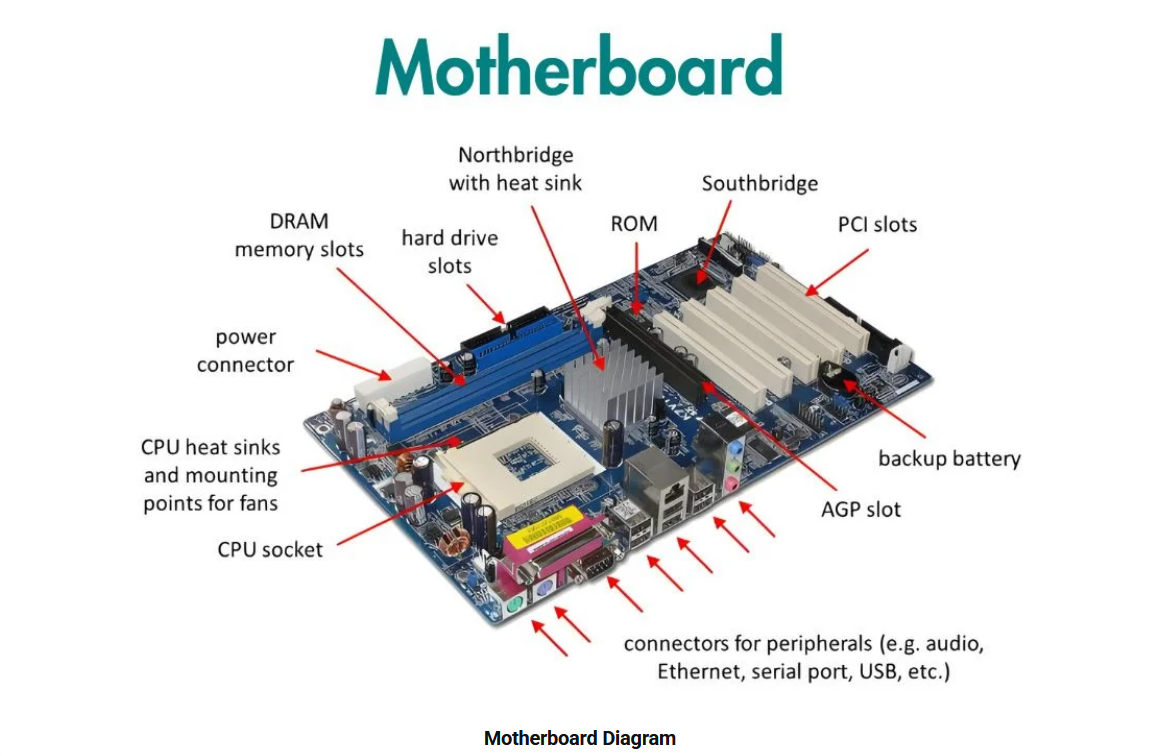 Motherboard
Northbridge
with heat sink
Southbridge
DRAM
memory slots
hard drive
slots
ROM
PCI slots
power
connector
CPU heat sinks
and mounting
points for fans
backup battery
AGP slot
CPU socket
connectors for peripherals (e.g. audio,
Ethernet, serial port, USB, etc.)
Motherboard Diagram